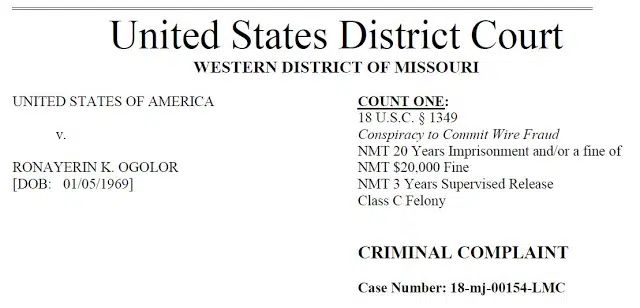 United States District Court
WESTERN DISTRICT OF MISSOURI
UNITED STATES OF AMERICA
v.
RONAYERIN K. OGOLOR
[DOB: 01/05/1969]
COUNT ONE:
18 U.S.C. § 1349
Conspiracy to Commit Wire Fraud
NMT 20 Years Imprisonment and/or a fine of
NMT $20,000 Fine
NMT 3 Years Supervised Release
Class C Felony
CRIMINAL COMPLAINT
Case Number: 18-mj-00154-LMC